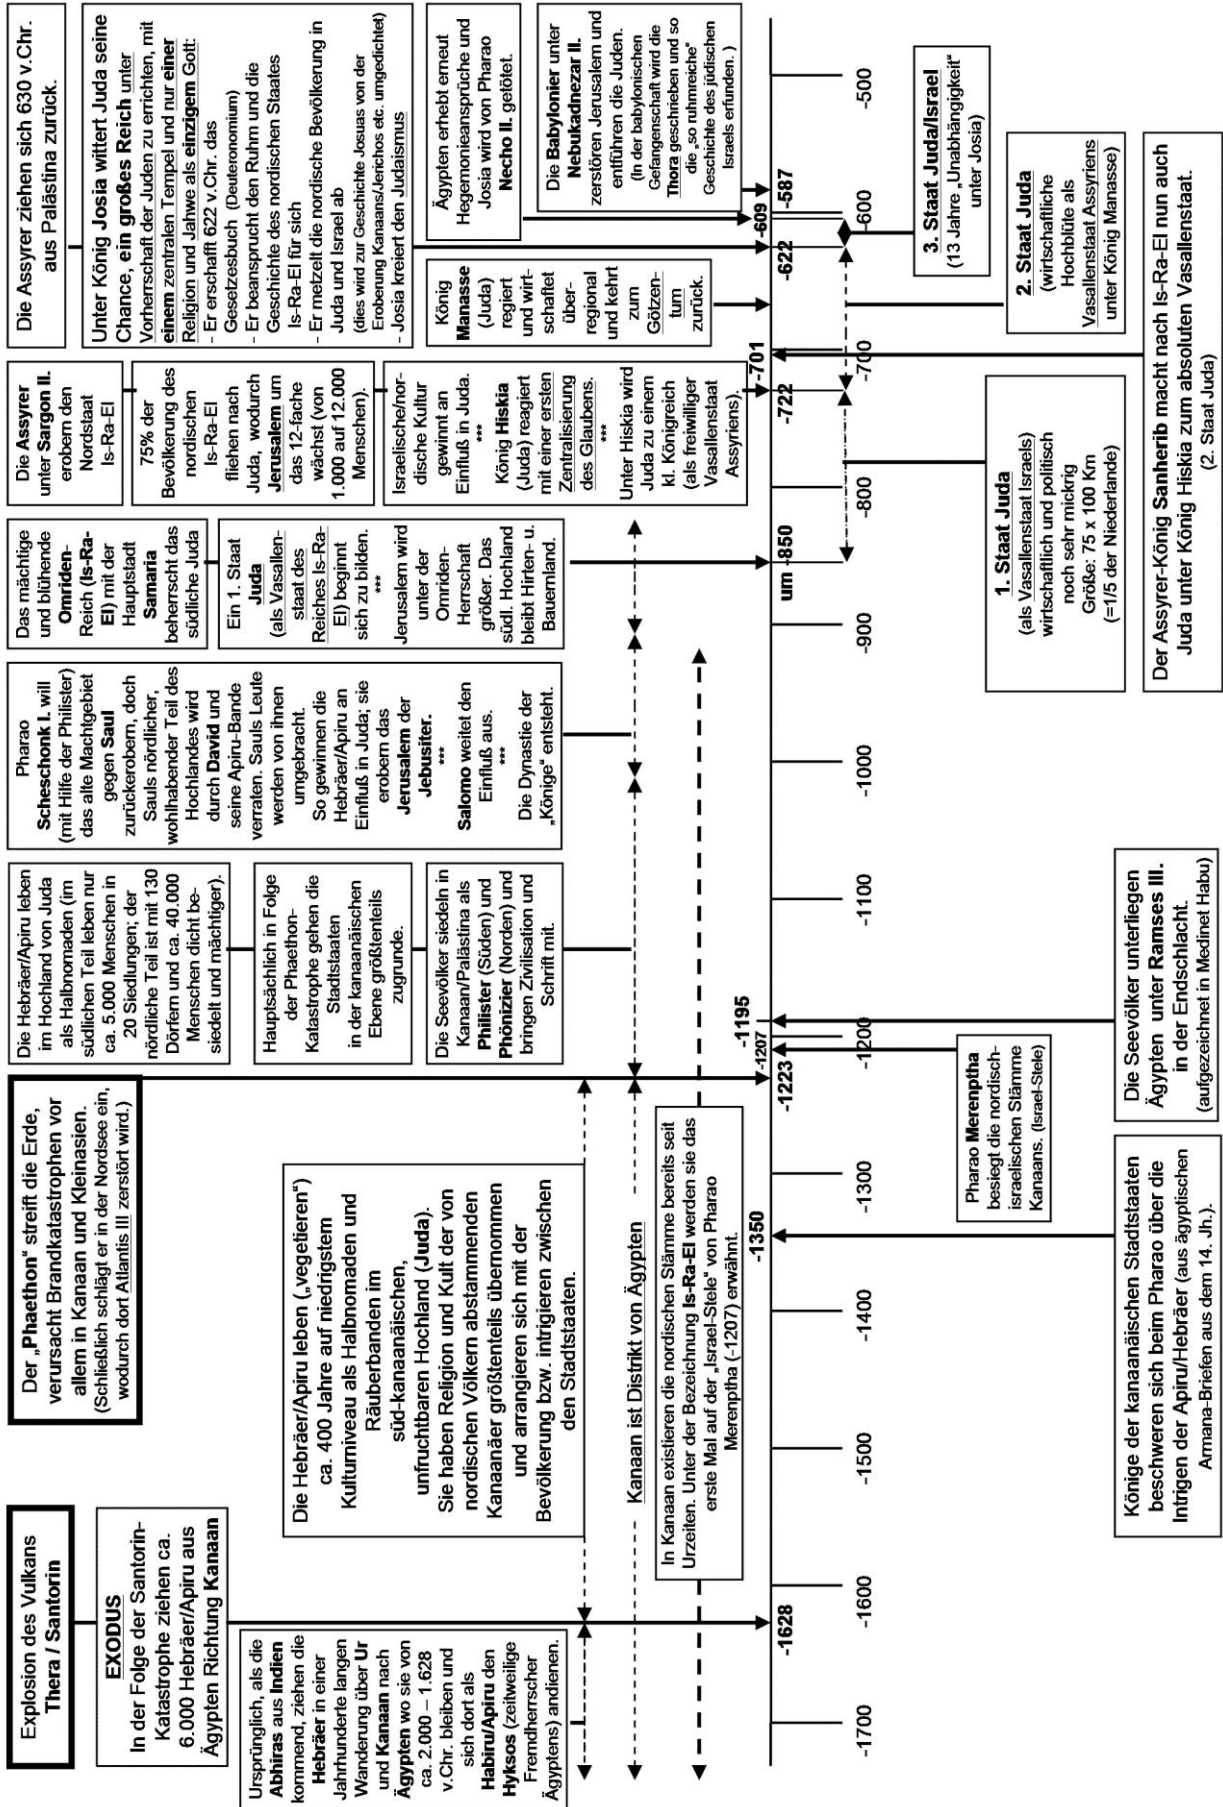 Explosion des Vulkans
Thera / Santorin
EXODUS
In der Folge der Santorin-
Katastrophe ziehen ca.
6.000 Hebräer/Apiru aus
Ägypten Richtung Kanaan
Ursprünglich, als die
Abhiras aus Indien
kommend, ziehen die
Hebräer in einer
Jahrhunderte langen
Wanderung über Ur
und Kanaan nach
Ägypten wo sie von
ca. 2.000 – 1.628
v.Chr. bleiben und
sich dort als
Habiru/Apiru den
Hyksos (zeitweilige
Fremdherrscher
Ägyptens) andienen.
Der „Phaethon" streift die Erde,
verursacht Brandkatastrophen vor
allem in Kanaan und Kleinasien.
(Schließlich schlägt er in der Nordsee ein,
wodurch dort Atlantis III zerstört wird.)
Die Hebräer/Apiru leben („vegetieren")
ca. 400 Jahre auf niedrigstem
Kulturniveau als Halbnomaden und
Räuberbanden im
süd-kanaanäischen,
unfruchtbaren Hochland (Juda).
Sie haben Religion und Kult der von
nordischen Völkern abstammenden
Kanaanäer größtenteils übernommen
und arrangieren sich mit der
Bevölkerung bzw. intrigieren zwischen
den Stadtstaaten.
Kanaan ist Distrikt von Ägypten
In Kanaan existieren die nordischen Stämme bereits seit
Urzeiten. Unter der Bezeichnung Is-Ra-El werden sie das
erste Mal auf der „Israel-Stele" von Pharao
Merenptha (-1207) erwähnt.
Die Hebräer/Apiru leben
im Hochland von Juda
als Halbnomaden (im
südlichen Teil leben nur
ca. 5.000 Menschen in
20 Siedlungen; der
nördliche Teil ist mit 130
Dörfern und ca. 40.000
Menschen dicht be-
siedelt und mächtiger).
Hauptsächlich in Folge
der Phaethon-
Katastrophe gehen die
Stadtstaaten
in der kanaanäischen
Ebene größtenteils
zugrunde.
Die Seevölker siedeln in
Kanaan/Palästina als
Philister (Süden) und
Phönizier (Norden) und
bringen Zivilisation und
Schrift mit.
Pharao
Scheschonk I. will
(mit Hilfe der Philister)
das alte Machtgebiet
gegen Saul
zurückerobern, doch
Sauls nördlicher,
wohlhabender Teil des
Hochlandes wird
durch David und
seine Apiru-Bande
verraten. Sauls Leute
werden von ihnen
umgebracht.
So gewinnen die
Hebräer/Apiru an
Einfluß in Juda; sie
erobern das
Jerusalem der
Jebusiter.
***
Salomo weitet den
Einfluß aus.
***
Die Dynastie der
„Könige" entsteht.
Das mächtige
und blühende
Omriden-
Reich (Is-Ra-
El) mit der
Hauptstadt
Samaria
beherrscht das
südliche Juda
Ein 1. Staat
Juda
(als Vasallen-
staat des
Reiches Is-Ra-
El) beginnt
sich zu bilden.
***
Jerusalem wird
unter der
Omriden-
Herrschaft
größer. Das
südl. Hochland
bleibt Hirten- u.
Bauernland.
Die Assyrer
unter Sargon II.
erobern den
Nordstaat
Is-Ra-El
75% der
Bevölkerung des
nordischen
Is-Ra-El
fliehen nach
Juda, wodurch
Jerusalem um
das 12-fache
wächst (von
1.000 auf 12.000
Menschen).
Israelische/nor-
dische Kultur
gewinnt an
Einfluß in Juda.
***
König Hiskia
(Juda) reagiert
mit einer ersten
Zentralisierung
des Glaubens.
***
Unter Hiskia wird
Juda zu einem
kl. Königreich
(als freiwilliger
Vasallenstaat
Assyriens).
Die Assyrer ziehen sich 630 v.Chr.
aus Palästina zurück.
Unter König Josia wittert Juda seine
Chance, ein großes Reich unter
Vorherrschaft der Juden zu errichten, mit
einem zentralen Tempel und nur einer
Religion und Jahwe als einzigem Gott:
- Er erschafft 622 v.Chr. das
Gesetzesbuch (Deuteronomium)
- Er beansprucht den Ruhm und die
Geschichte des nordischen Staates
Is-Ra-El für sich
- Er metzelt die nordische Bevölkerung in
Juda und Israel ab
(dies wird zur Geschichte Josuas von der
Eroberung Kanaans/Jerichos etc. umgedichtet)
- Josia kreiert den Judaismus
König
Manasse
(Juda)
regiert
und wirt-
schaftet
über-
regional
und kehrt
zum
Götzen-
tum
zurück.
Ägypten erhebt erneut
Hegemonieansprüche und
Josia wird von Pharao
Necho II. getötet.
Die Babylonier unter
Nebukadnezar II.
zerstören Jerusalem und
entführen die Juden.
(In der babylonischen
Gefangenschaft wird die
Thora geschrieben und so
die „so ruhmreiche"
Geschichte des jüdischen
Israels erfunden. )
-1628
-1350
-1223
-1207
-1195
um -850
-722
-701
-622
-609
-587
-1700
-1600
-1500
-1400
-1300
-1200
-1100
-1000
-900
-800
-700
-600
-500
Könige der kanaanäischen Stadtstaaten
beschweren sich beim Pharao über die
Intrigen der Apiru/Hebräer (aus ägyptischen
Armana-Briefen aus dem 14. Jh.).
Pharao Merenptha
besiegt die nordisch-
israelischen Stämme
Kanaans. (Israel-Stele)
Die Seevölker unterliegen
Ägypten unter Ramses III.
in der Endschlacht.
(aufgezeichnet in Medinet Habu)
1. Staat Juda
(als Vasallenstaat Israels)
wirtschaftlich und politisch
noch sehr mickrig
Größe: 75 x 100 Km
(=1/5 der Niederlande)
2. Staat Juda
(wirtschaftliche
Hochblüte als
Vasallenstaat Assyriens
unter König Manasse)
3. Staat Juda/Israel
(13 Jahre „Unabhängigkeit"
unter Josia)
Der Assyrer-König Sanherib macht nach Is-Ra-El nun auch
Juda unter König Hiskia zum absoluten Vasallenstaat.
(2. Staat Juda)